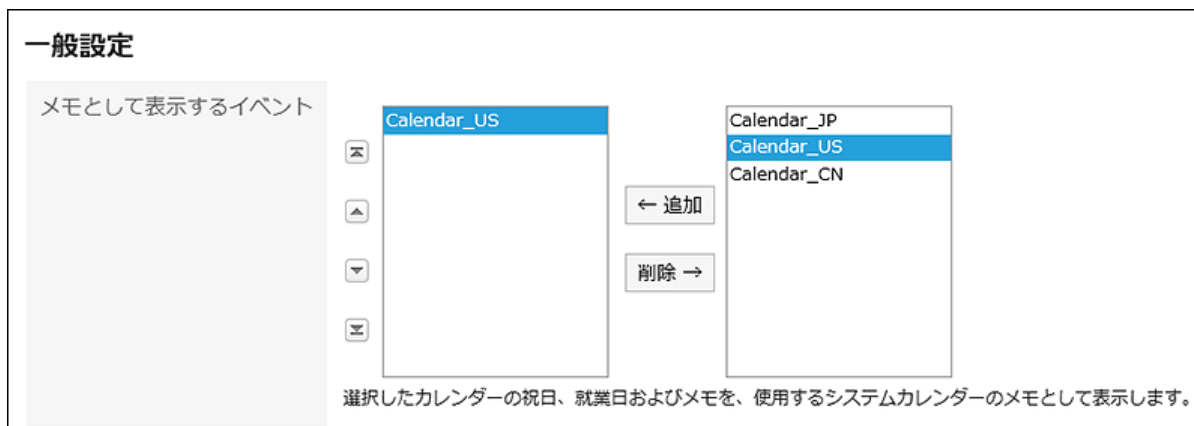 一般設定
メモとして表示するイベント
Calendar_US
← 追加
削除 →
Calendar_JP
Calendar_US
Calendar_CN
選択したカレンダーの祝日、就業日およびメモを、使用するシステムカレンダーのメモとして表示します。